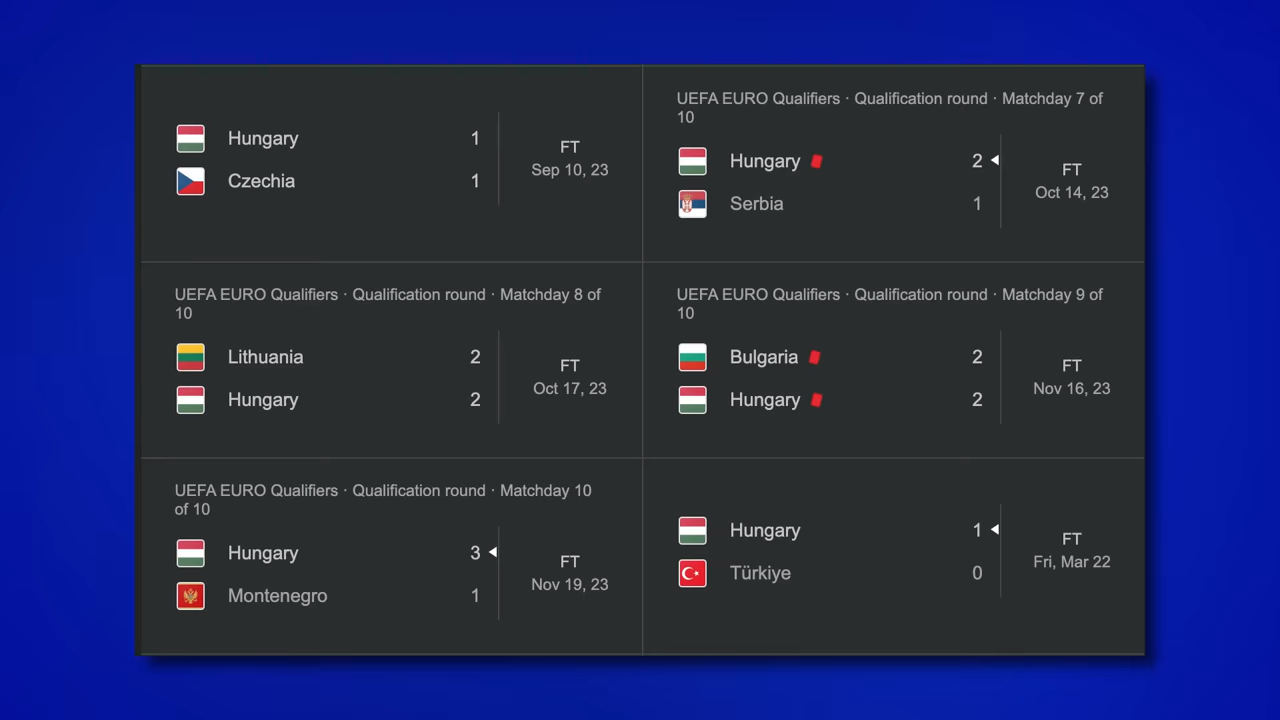 Hungary 1
Czechia 1
FT
Sep 10, 23
UEFA EURO Qualifiers · Qualification round · Matchday 7 of
10
Hungary 2
Serbia 1
FT
Oct 14, 23
UEFA EURO Qualifiers · Qualification round · Matchday 8 of
10
Lithuania 2
Hungary 2
FT
Oct 17, 23
UEFA EURO Qualifiers · Qualification round · Matchday 9 of
10
Bulgaria 2
Hungary 2
FT
Nov 16, 23
UEFA EURO Qualifiers · Qualification round · Matchday 10
of 10
Hungary 3
Montenegro 1
FT
Nov 19, 23
Hungary 1
Türkiye 0
FT
Fri, Mar 22